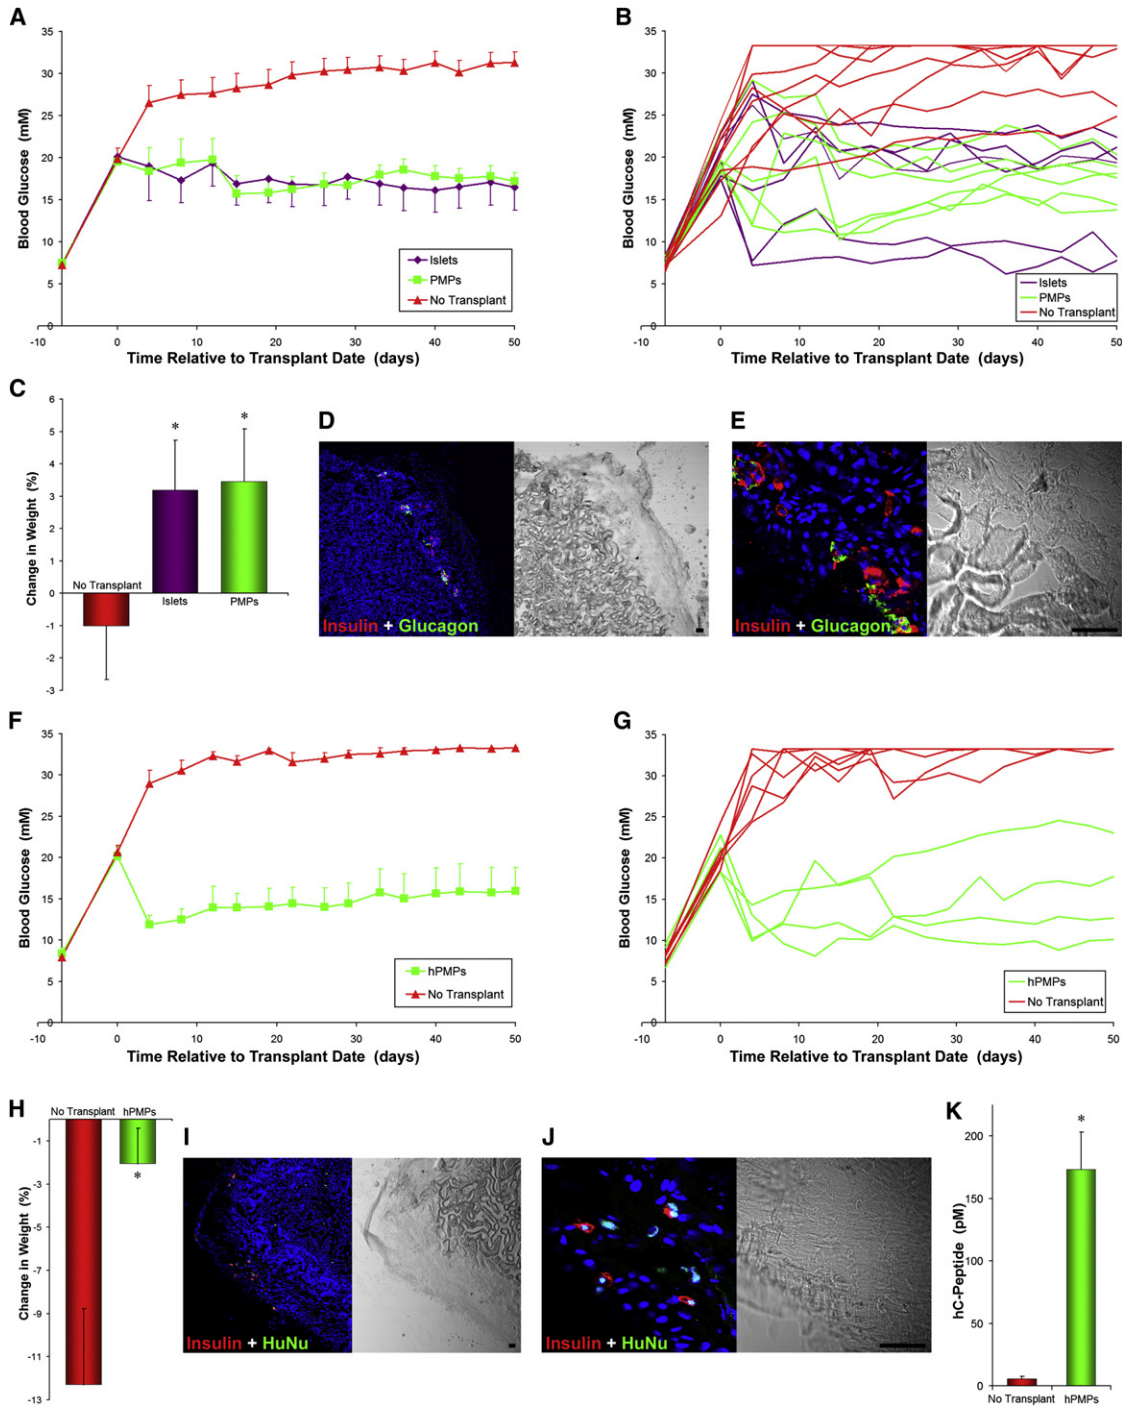 A
35
30
25
20
15
10
5
0
-10
0
10
20
30
40
50
Blood Glucose (mM)
Time Relative to Transplant Date (days)
Islets
PMPs
No Transplant
B
35
30
25
20
15
10
5
0
-10
0
10
20
30
40
50
Blood Glucose (mM)
Time Relative to Transplant Date (days)
Islets
PMPs
No Transplant
C
6
5
4
3
2
1
0
-1
-2
-3
Change in Weight (%)
No Transplant
*
Islets
*
PMPs
D
Insulin + Glucagon
E
Insulin + Glucagon
F
35
30
25
20
15
10
5
0
-10
0
10
20
30
40
50
Blood Glucose (mM)
Time Relative to Transplant Date (days)
hPMPs
No Transplant
G
35
30
25
20
15
10
5
0
-10
0
10
20
30
40
50
Blood Glucose (mM)
Time Relative to Transplant Date (days)
hPMPs
No Transplant
H
No Transplant hPMPs
-1
-3
-5
-7
-9
-11
-13
Change in Weight (%)
*
I
Insulin + HuNu
J
Insulin + HuNu
K
200
150
100
50
0
hC-Peptide (pM)
*
No Transplant hPMPs